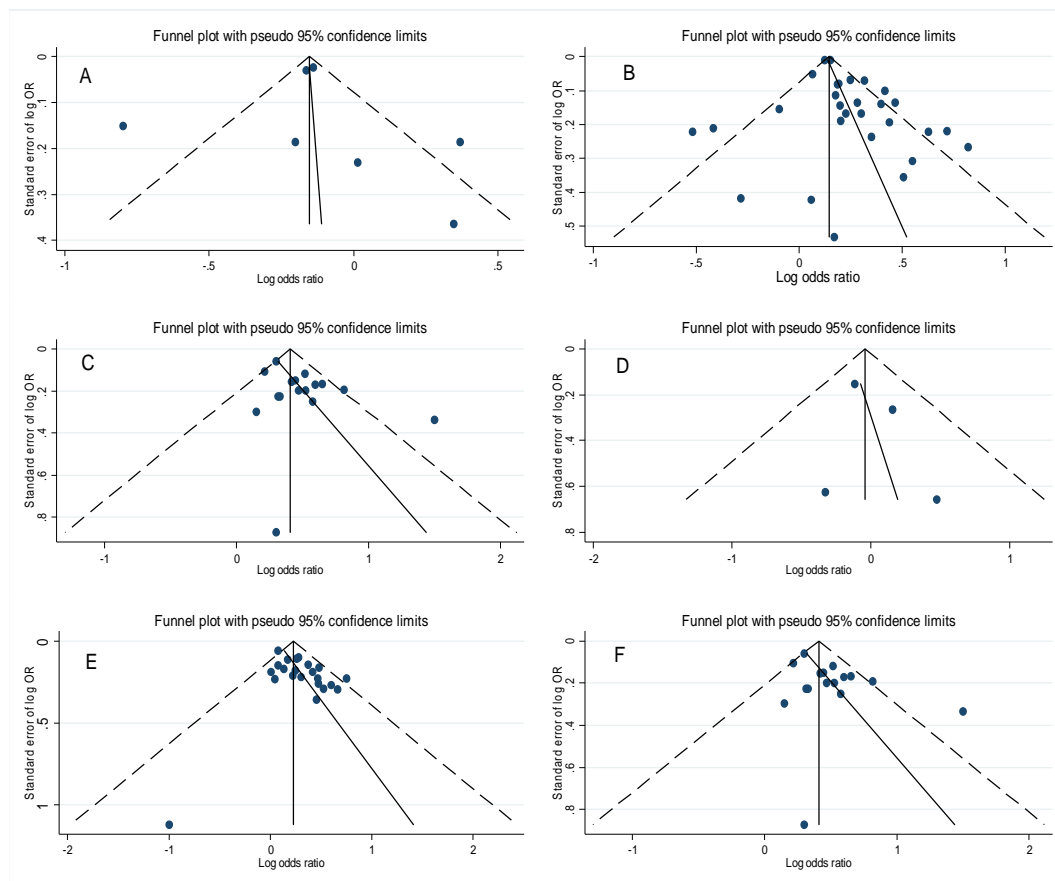 Funnel plot with pseudo 95% confidence limits
A
Standard error of log OR
0
.1
.2
.3
.4
-1
-.5
0
.5
Log odds ratio
Funnel plot with pseudo 95% confidence limits
B
Standard error of log OR
0
.1
.2
.3
.4
.5
-1
-.5
0
.5
1
Log odds ratio
Funnel plot with pseudo 95% confidence limits
C
Standard error of log OR
0
.2
.4
.6
.8
-1
0
1
2
Log odds ratio
Funnel plot with pseudo 95% confidence limits
D
Standard error of log OR
0
.2
.4
.6
.8
-2
-1
0
1
Log odds ratio
Funnel plot with pseudo 95% confidence limits
E
Standard error of log OR
0
.5
1
-2
-1
0
1
2
Log odds ratio
Funnel plot with pseudo 95% confidence limits
F
Standard error of log OR
0
.2
.4
.6
.8
-1
0
1
2
Log odds ratio